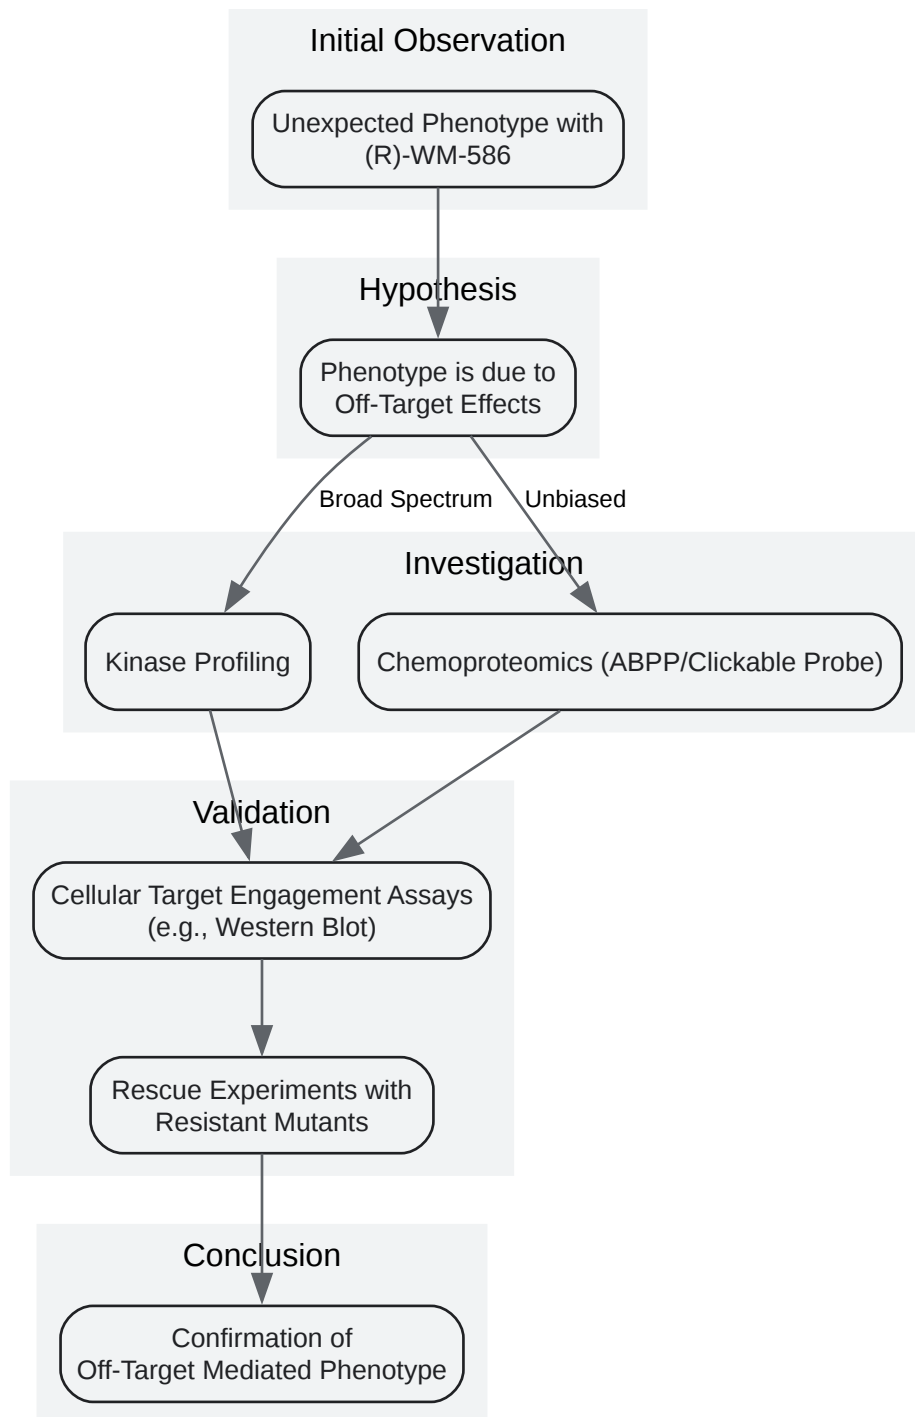 Initial Observation
Unexpected Phenotype with
(R)-WM-586
Hypothesis
Phenotype is due to
Off-Target Effects
Broad Spectrum
Unbiased
Investigation
Kinase Profiling
Chemoproteomics (ABPP/Clickable Probe)
Validation
Cellular Target Engagement Assays
(e.g., Western Blot)
Rescue Experiments with
Resistant Mutants
Conclusion
Confirmation of
Off-Target Mediated Phenotype